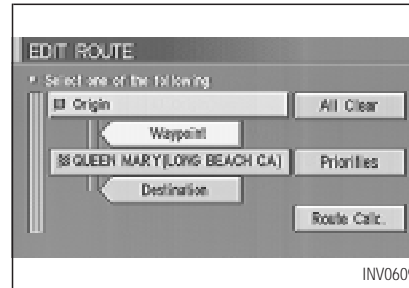 EDIT ROUTE
Select one of the following
Origin
All Clear
Waypoint
QUEEN MARY(LONG BEACH CA)
Priorities
Destination
Route Calc.
INV0609